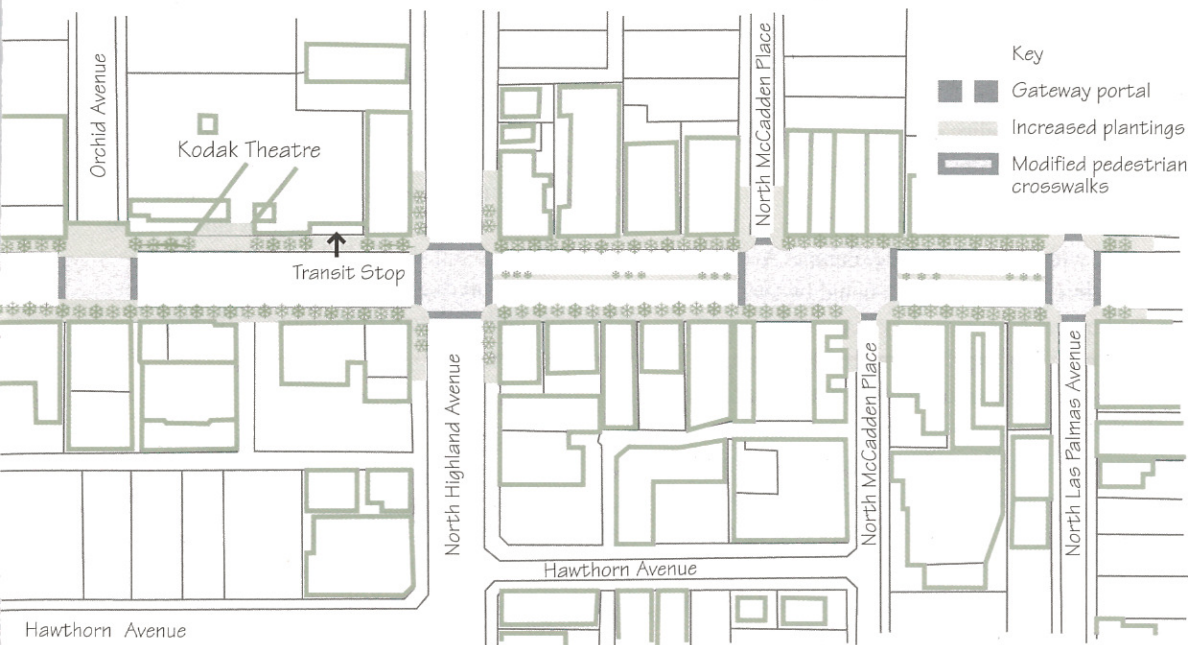 Orchid Avenue
Kodak Theatre
Transit Stop
North McCadden Place
Key
Gateway portal
Increased plantings
Modified pedestrian
crosswalks
North Highland Avenue
North McCadden Place
North Las Palmas Avenue
Hawthorn Avenue
Hawthorn Avenue